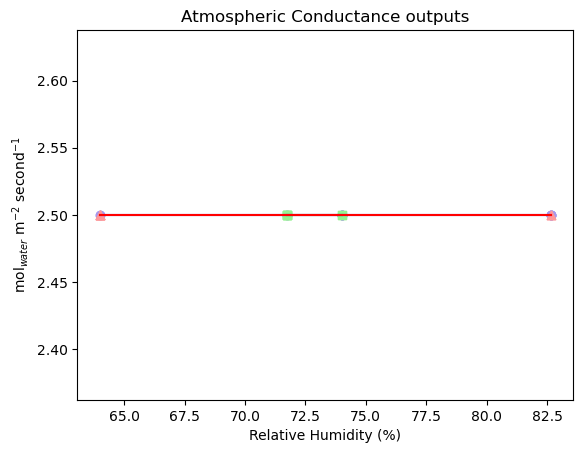 Atmospheric Conductance outputs
mol_{water} m^{-2} second^{-1}
2.60
2.55
2.50
2.45
2.40
65.0 67.5 70.0 72.5 75.0 77.5 80.0 82.5
Relative Humidity (%)